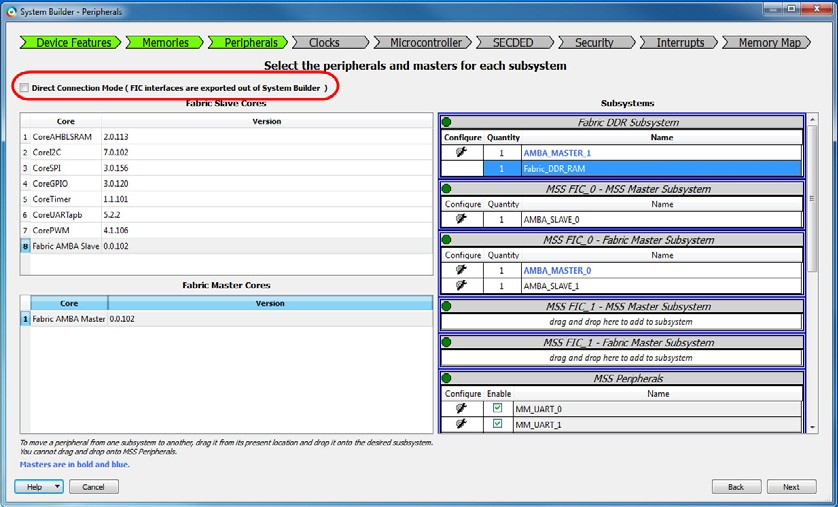 System Builder - Peripherals
Device Features Memories Peripherals Clocks Microcontroller SECDED Security Interrupts Memory Map
Select the peripherals and masters for each subsystem
Direct Connection Mode ( FIC interfaces are exported out of System Builder )
Fabric Slave Cores
Core Version
1 CoreAHBLSRAM 2.0.113
2 CoreI2C 7.0.102
3 CoreSPI 3.0.156
4 CoreGPIO 3.0.120
5 CoreTimer 1.1.101
6 CoreUARTapb 5.2.2
7 CorePWM 4.1.106
8 Fabric AMBA Slave 0.0.102
Fabric Master Cores
Core Version
1 Fabric AMBA Master 0.0.102
Subsystems
Fabric DDR Subsystem
Configure Quantity Name
1 AMBA_MASTER_1
1 Fabric_DDR_RAM
MSS FIC_0 - MSS Master Subsystem
Configure Quantity Name
1 AMBA_SLAVE_0
MSS FIC_0 - Fabric Master Subsystem
Configure Quantity Name
1 AMBA_MASTER_0
1 AMBA_SLAVE_1
MSS FIC_1 - MSS Master Subsystem
drag and drop here to add to subsystem
MSS FIC_1 - Fabric Master Subsystem
drag and drop here to add to subsystem
MSS Peripherals
Configure Enable Name
MM_UART_0
MM_UART_1
To move a peripheral from one subsystem to another, drag it from its present location and drop it onto the desired susbsystem.
You cannot drag and drop onto MSS Peripherals.
Masters are in bold and blue.
Help Cancel Back Next